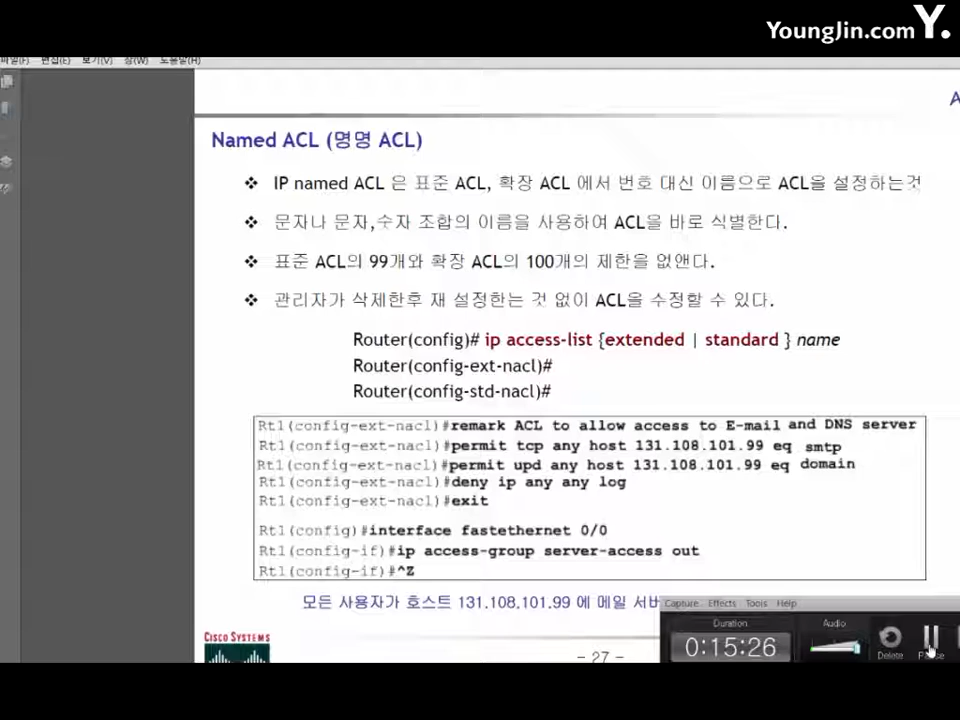 YoungJin.com Y.
파일(F) 편집(E) 보기(V) 창(W) 도움말(H)
A
Named ACL (명명 ACL)
❖ IP named ACL 은 표준 ACL, 확장 ACL 에서 번호 대신 이름으로 ACL을 설정하는것
❖ 문자나 문자,숫자 조합의 이름을 사용하여 ACL을 바로 식별한다.
❖ 표준 ACL의 99개와 확장 ACL의 100개의 제한을 없앤다.
❖ 관리자가 삭제한후 재 설정한는 것 없이 ACL을 수정할 수 있다.
Router(config)# ip access-list {extended | standard } name
Router(config-ext-nacl)#
Router(config-std-nacl)#
Rt1(config-ext-nacl)#remark ACL to allow access to E-mail and DNS server
Rt1(config-ext-nacl)#permit tcp any host 131.108.101.99 eq smtp
Rt1(config-ext-nacl)#permit upd any host 131.108.101.99 eq domain
Rt1(config-ext-nacl)#deny ip any any log
Rt1(config-ext-nacl)#exit
Rt1(config)#interface fastethernet 0/0
Rt1(config-if)#ip access-group server-access out
Rt1(config-if)#^Z
모든 사용자가 호스트 131.108.101.99 에 메일 서버
Capture Effects Tools Help
Duration Audio
0:15:26
Delete
CISCO SYSTEMS
- 27 -